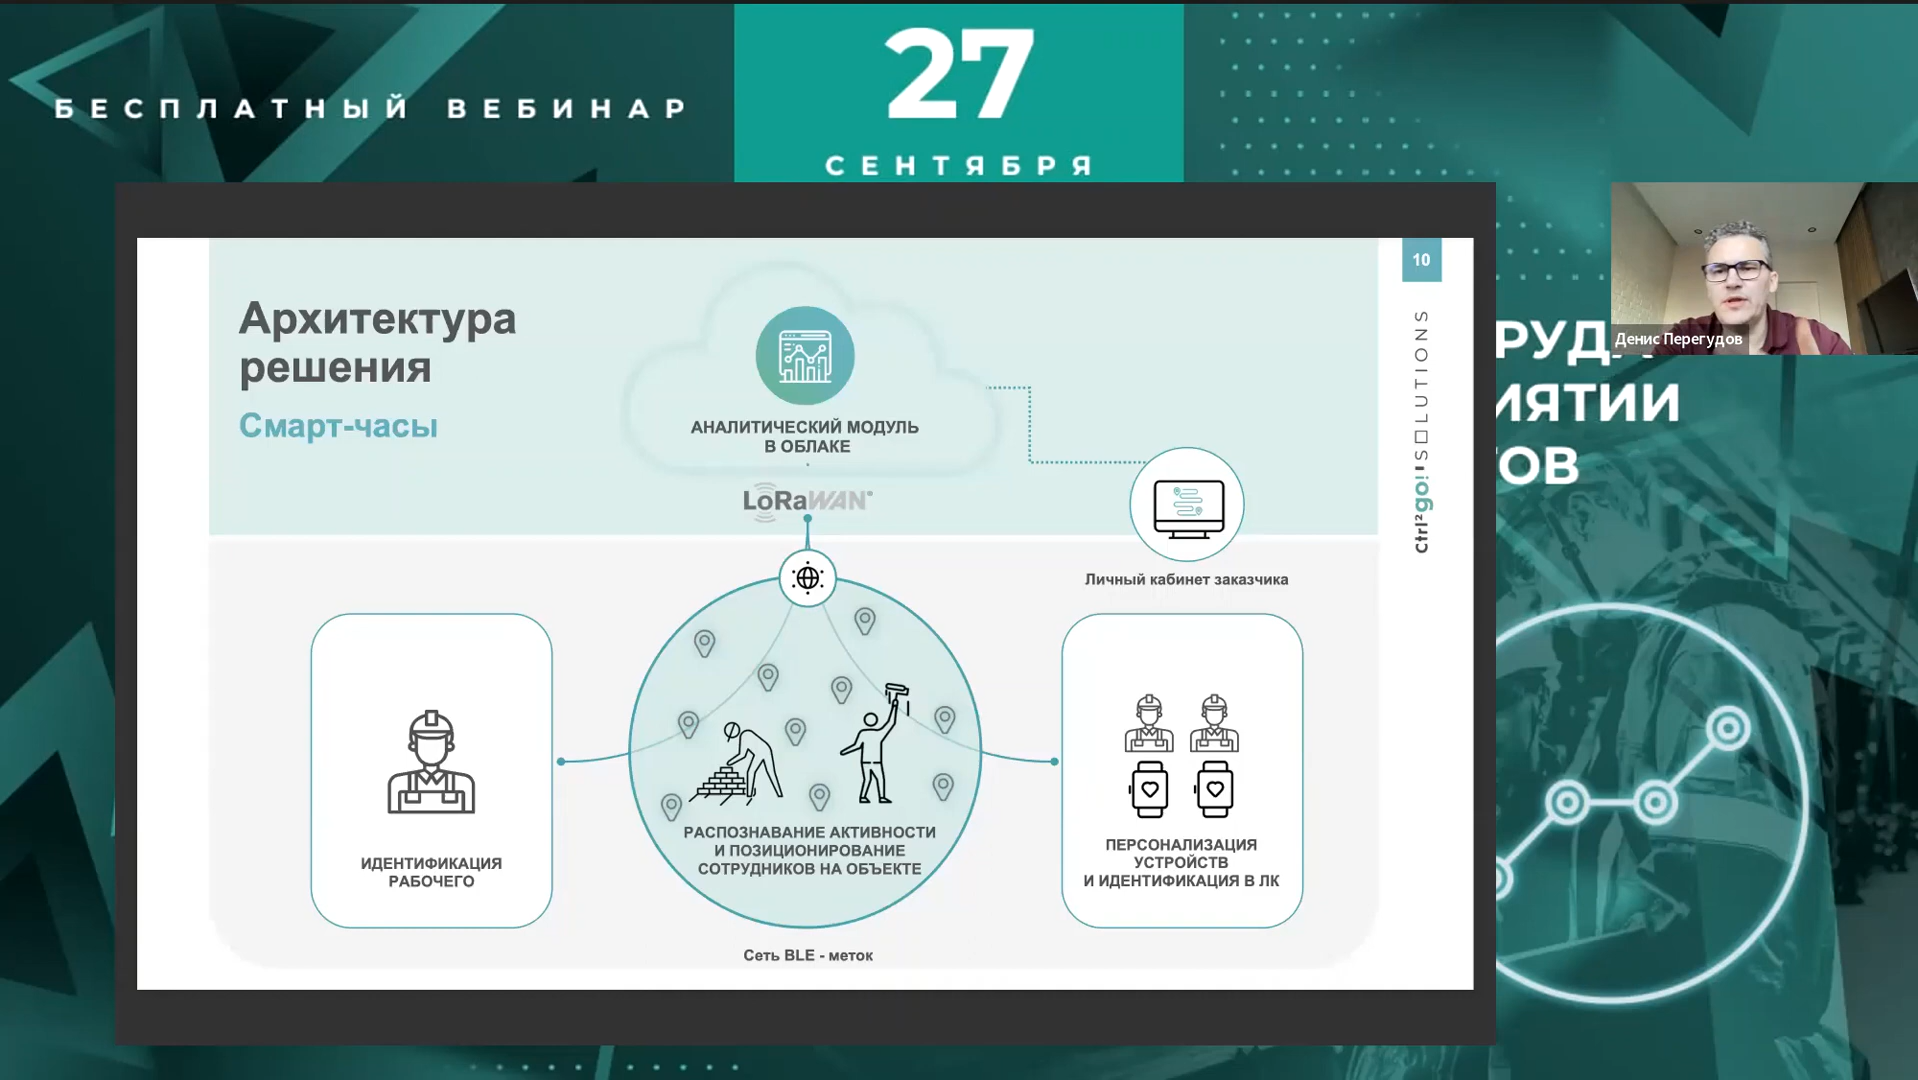 БЕСПЛАТНЫЙ ВЕБИНАР
27
СЕНТЯБРЯ
Архитектура
решения
Смарт-часы
АНАЛИТИЧЕСКИЙ МОДУЛЬ
В ОБЛАКЕ
LoRaWAN®
Личный кабинет заказчика
ИДЕНТИФИКАЦИЯ
РАБОЧЕГО
РАСПОЗНАВАНИЕ АКТИВНОСТИ
И ПОЗИЦИОНИРОВАНИЕ
СОТРУДНИКОВ НА ОБЪЕКТЕ
ПЕРСОНАЛИЗАЦИЯ
УСТРОЙСТВ
И ИДЕНТИФИКАЦИЯ В ЛК
Сеть BLE - меток
10
Ctrl²go! SOLUTIONS
Денис Перегудов